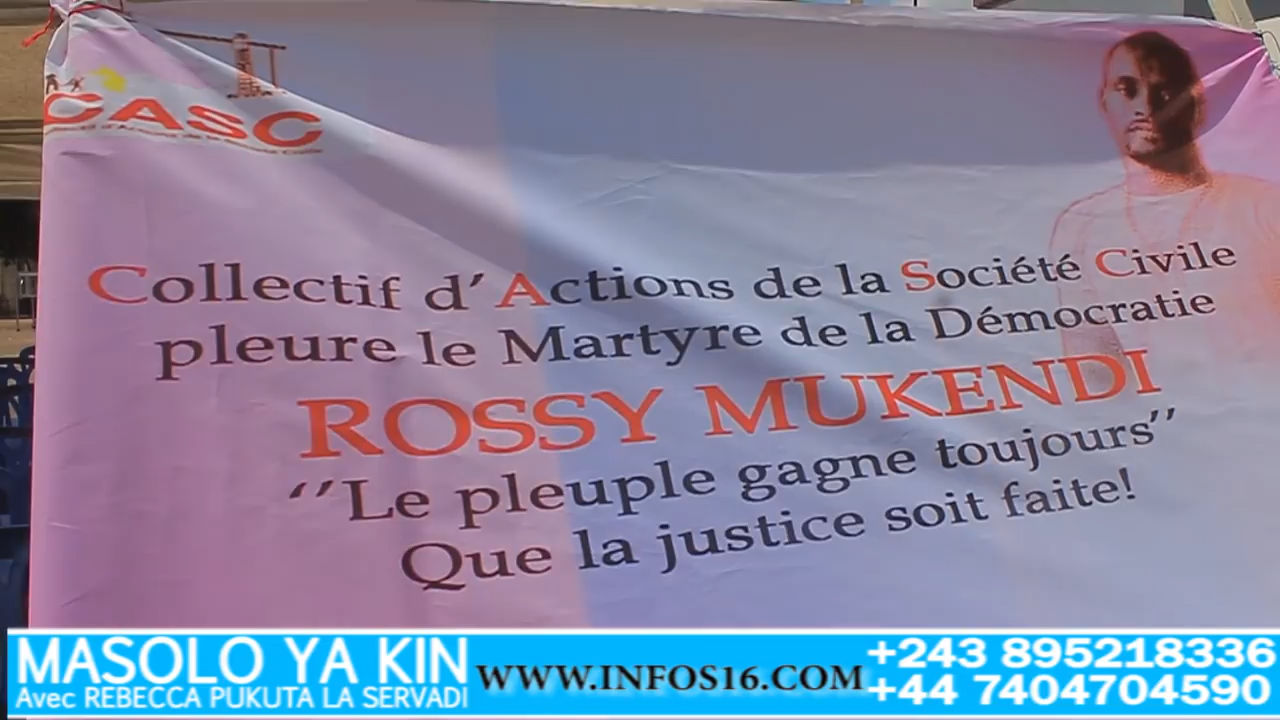 CASC
Collectif d'Actions de la Société Civile
pleure le Martyre de la Démocratie
ROSSY MUKENDI
‘‘Le pleuple gagne toujours’’
Que la justice soit faite!
MASOLO YA KIN
Avec REBECCA PUKUTA LA SERVADI
WWW.INFOS16.COM
+243 895218336
+44 7404704590